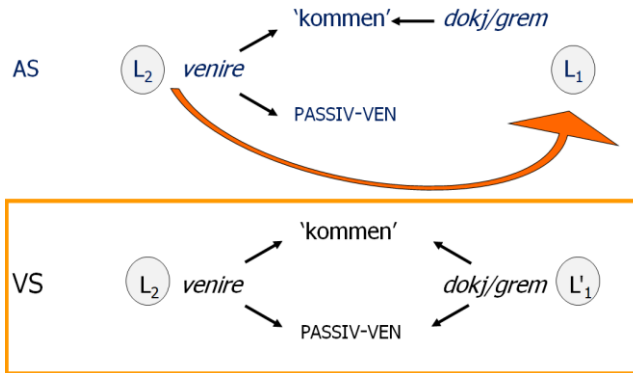 ‘kommen’ dokj/grem
AS L₂ venire L₁
PASSIV-VEN
‘kommen’
VS L₂ venire dokj/grem L'₁
PASSIV-VEN